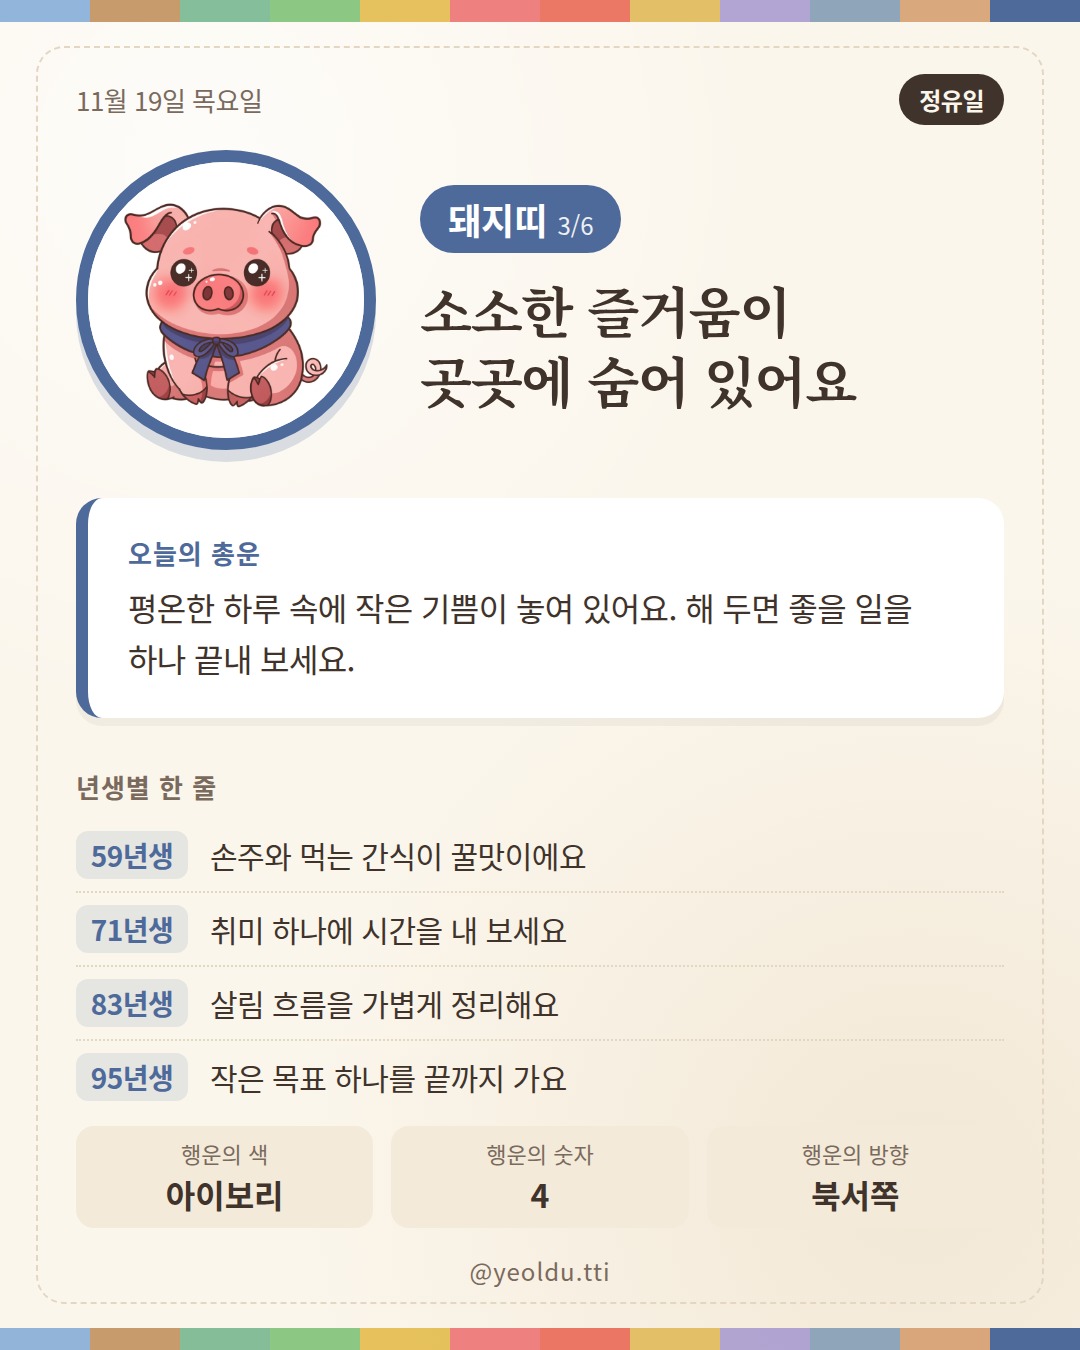 11월 19일 목요일
정유일
돼지띠 3/6
소소한 즐거움이
곳곳에 숨어 있어요
오늘의 총운
평온한 하루 속에 작은 기쁨이 놓여 있어요. 해 두면 좋을 일을
하나 끝내 보세요.
년생별 한 줄
59년생 손주와 먹는 간식이 꿀맛이에요
71년생 취미 하나에 시간을 내 보세요
83년생 살림 흐름을 가볍게 정리해요
95년생 작은 목표 하나를 끝까지 가요
행운의 색
아이보리
행운의 숫자
4
행운의 방향
북서쪽
@yeoldu.tti